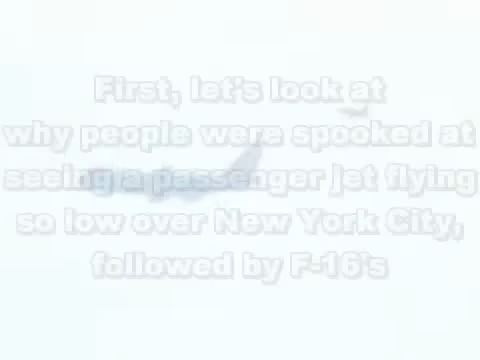 First, let's look at
why people were spooked at
seeing a passenger jet flying
so low over New York City,
followed by F-16's